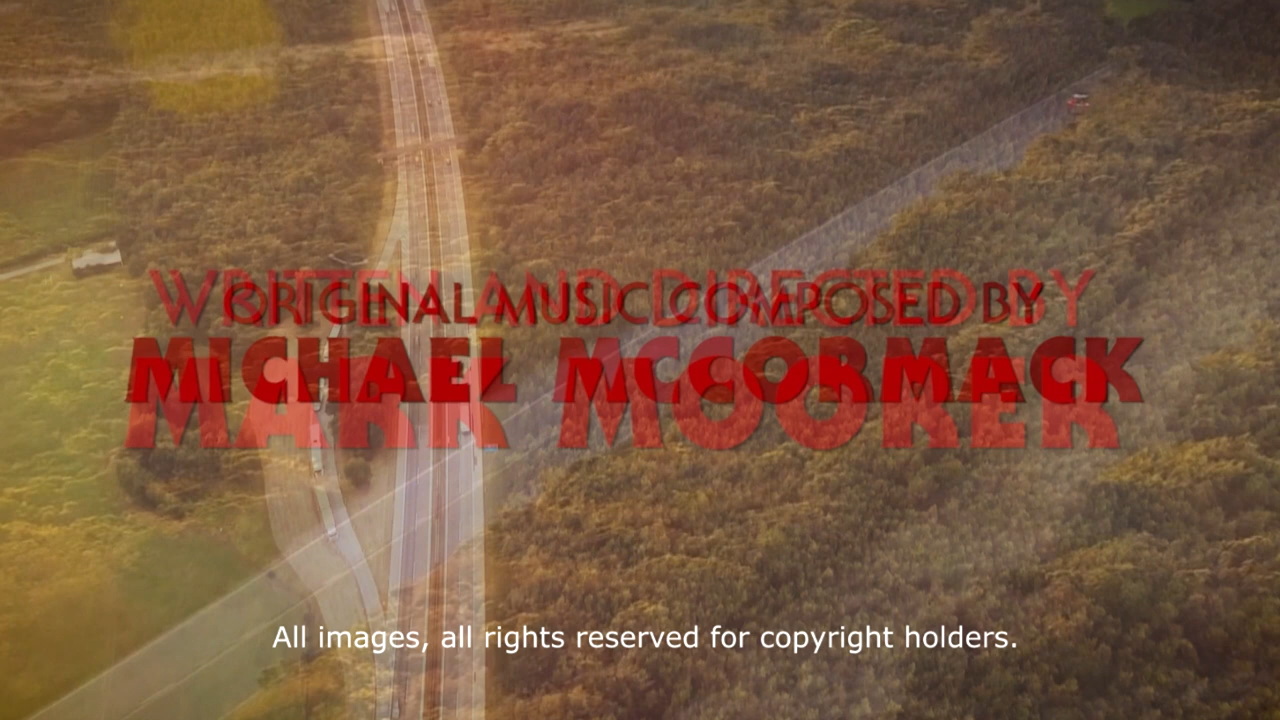 WRITTEN AND DIRECTED BY
MARK MOORER
ORIGINAL MUSIC COMPOSED BY
MICHAEL MCCORMACK
All images, all rights reserved for copyright holders.